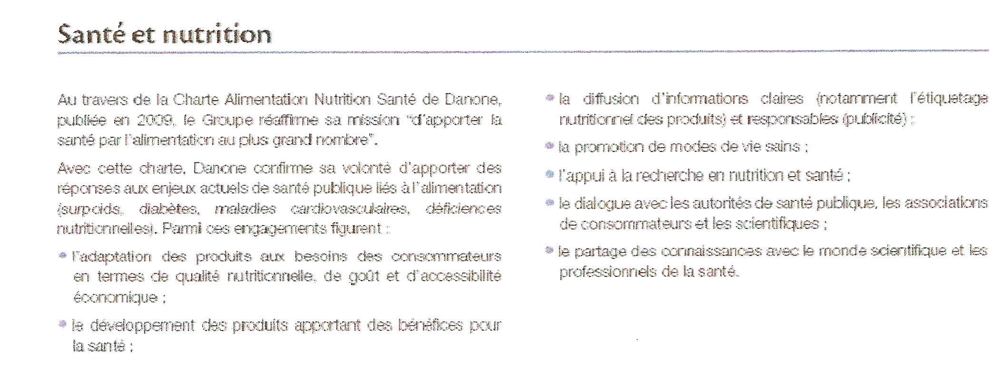 Santé et nutrition
Au travers de la Charte Alimentation Nutrition Santé de Danone,
publiée en 2009, le Groupe réaffirme sa mission “d'apporter la
santé par l'alimentation au plus grand nombre”.
Avec cette charte, Danone confirme sa volonté d'apporter des
réponses aux enjeux actuels de santé publique liés à l'alimentation
(surpoids, diabètes, maladies cardiovasculaires, déficiences
nutritionnelles). Parmi ces engagements figurent :
• l'adaptation des produits aux besoins des consommateurs
en termes de qualité nutritionnelle, de goût et d'accessibilité
économique ;
• le développement des produits apportant des bénéfices pour
la santé ;
• la diffusion d'informations claires (notamment l'étiquetage
nutritionnel des produits) et responsables (publicité) ;
• la promotion de modes de vie sains ;
• l'appui à la recherche en nutrition et santé ;
• le dialogue avec les autorités de santé publique, les associations
de consommateurs et les scientifiques ;
• le partage des connaissances avec le monde scientifique et les
professionnels de la santé.